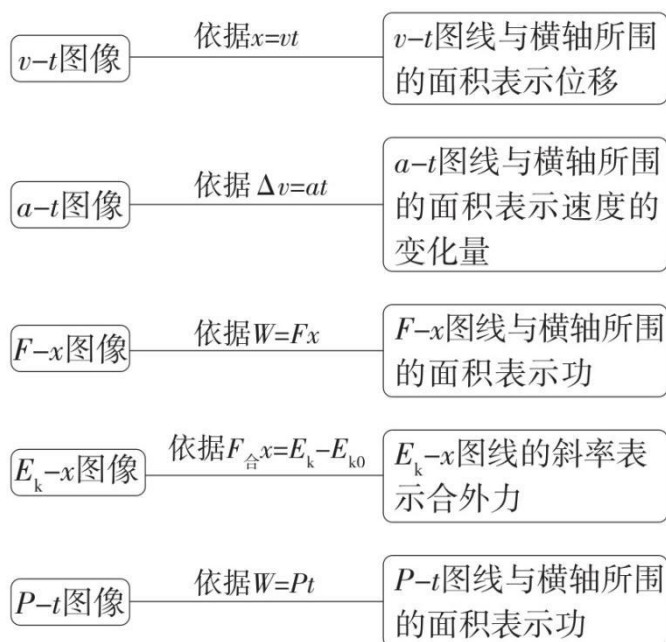 v-t图像
依据x=vt
v-t图线与横轴所围
的面积表示位移
a-t图像
依据 Δv=at
a-t图线与横轴所围
的面积表示速度的
变化量
F-x图像
依据W=Fx
F-x图线与横轴所围
的面积表示功
Eₖ-x图像
依据F合x=Eₖ-Eₖ₀
Eₖ-x图线的斜率表
示合外力
P-t图像
依据W=Pt
P-t图线与横轴所围
的面积表示功